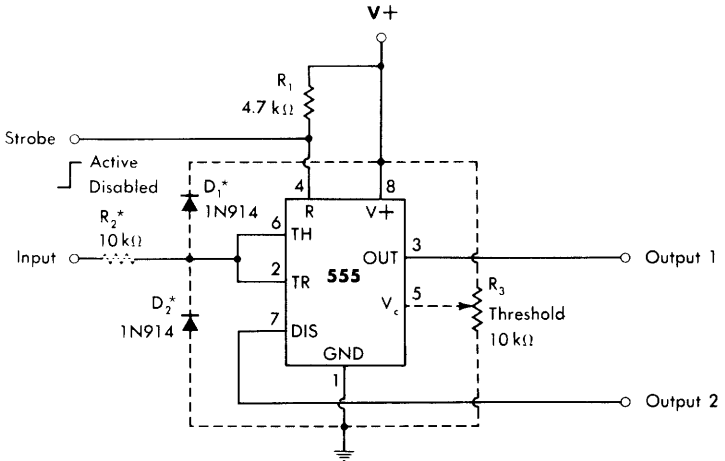 V+
R₁
4.7 kΩ
Strobe
Active
Disabled
D₁*
1N914
4
8
R
V+
R₂*
10 kΩ
6
TH
Input
OUT
3
Output 1
2
TR
555
R₃
V꜀
5
Threshold
10 kΩ
D₂*
1N914
7
DIS
GND
1
Output 2